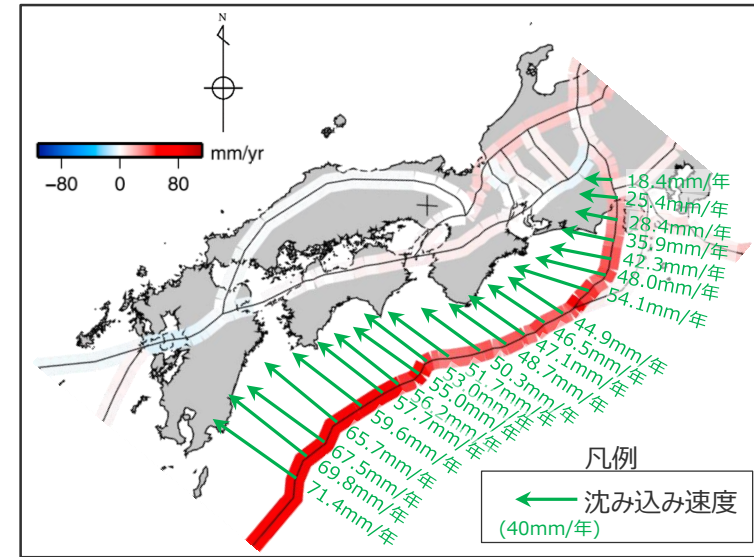 N
mm/yr
−80 0 80
18.4mm/年
25.4mm/年
28.4mm/年
35.9mm/年
42.3mm/年
48.0mm/年
54.1mm/年
44.9mm/年
46.5mm/年
47.1mm/年
48.7mm/年
50.3mm/年
51.7mm/年
53.0mm/年
55.0mm/年
56.2mm/年
57.7mm/年
59.6mm/年
65.7mm/年
67.5mm/年
69.8mm/年
71.4mm/年
凡例
沈み込み速度
(40mm/年)